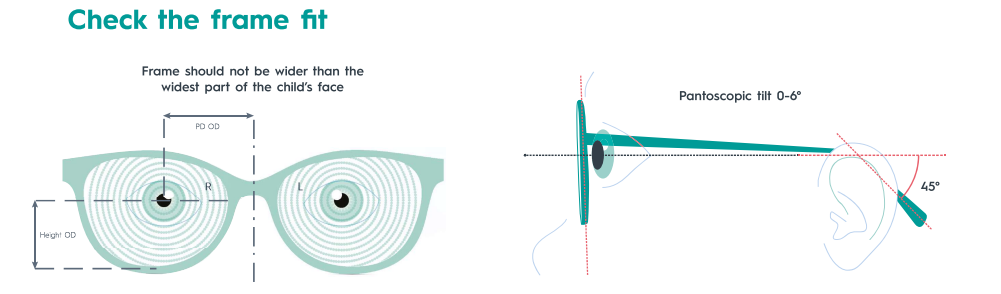 Check the frame fit
Frame should not be wider than the
widest part of the child's face
PD OD
R
L
Height OD
Pantoscopic tilt 0-6°
45°